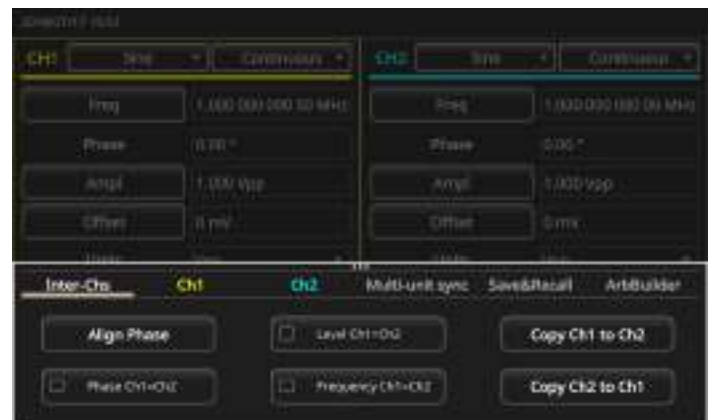 CH1 Sine Continuous CH2 Sine Continuous
Freq 1.000 000 000 00 MHz Freq 1.000 000 000 00 MHz
Phase 0.00 ° Phase 0.00 °
Ampl 1.000 Vpp Ampl 1.000 Vpp
Offset 0 mV Offset 0 mV
Inter-Chs Ch1 Ch2 Multi-unit sync Save&Recall ArbBuilder
Align Phase Level Ch1=Ch2 Copy Ch1 to Ch2
Phase Ch1=Ch2 Frequency Ch1=Ch2 Copy Ch2 to Ch1